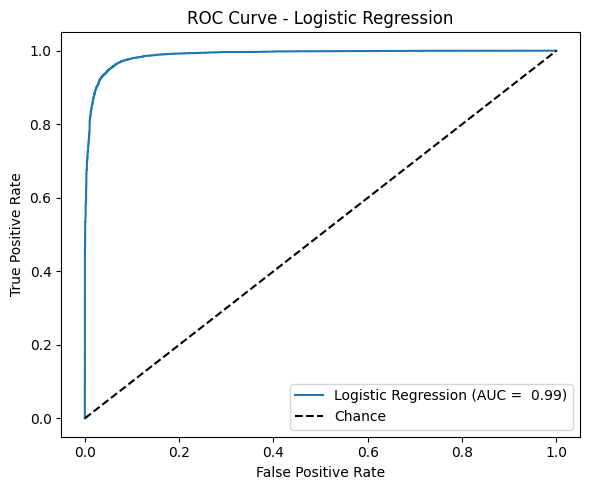 ROC Curve - Logistic Regression
True Positive Rate
1.0
0.8
0.6
0.4
0.2
0.0
Logistic Regression (AUC =  0.99)
Chance
0.0 0.2 0.4 0.6 0.8 1.0
False Positive Rate